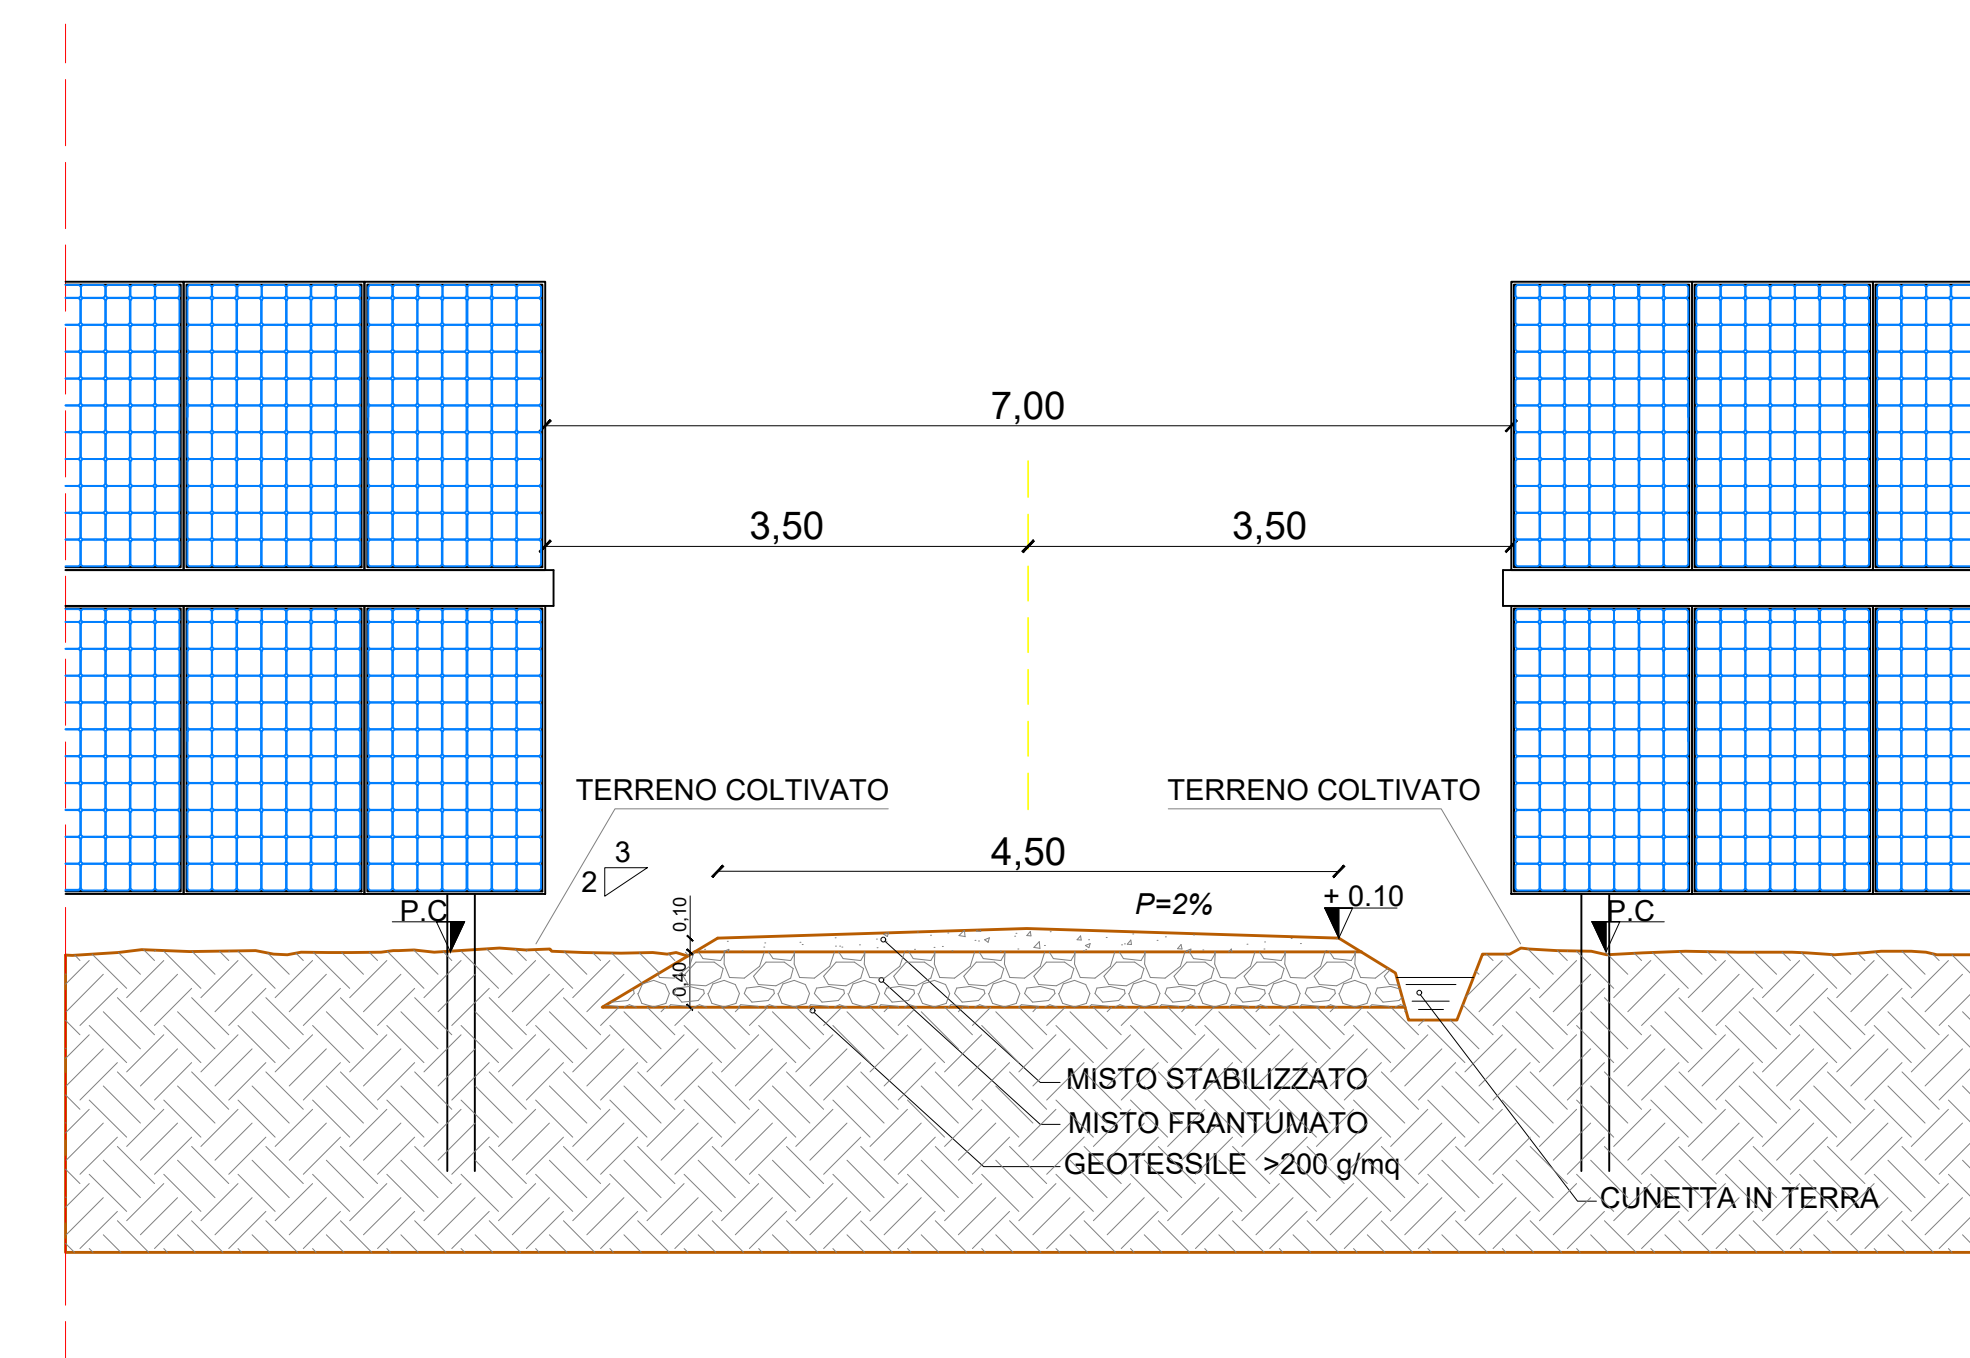 7,00
3,50
3,50
TERRENO COLTIVATO
TERRENO COLTIVATO
4,50
3
2
P=2%
+ 0.10
0,10
P.C
P.C
0,40
MISTO STABILIZZATO
MISTO FRANTUMATO
GEOTESSILE >200 g/mq
CUNETTA IN TERRA